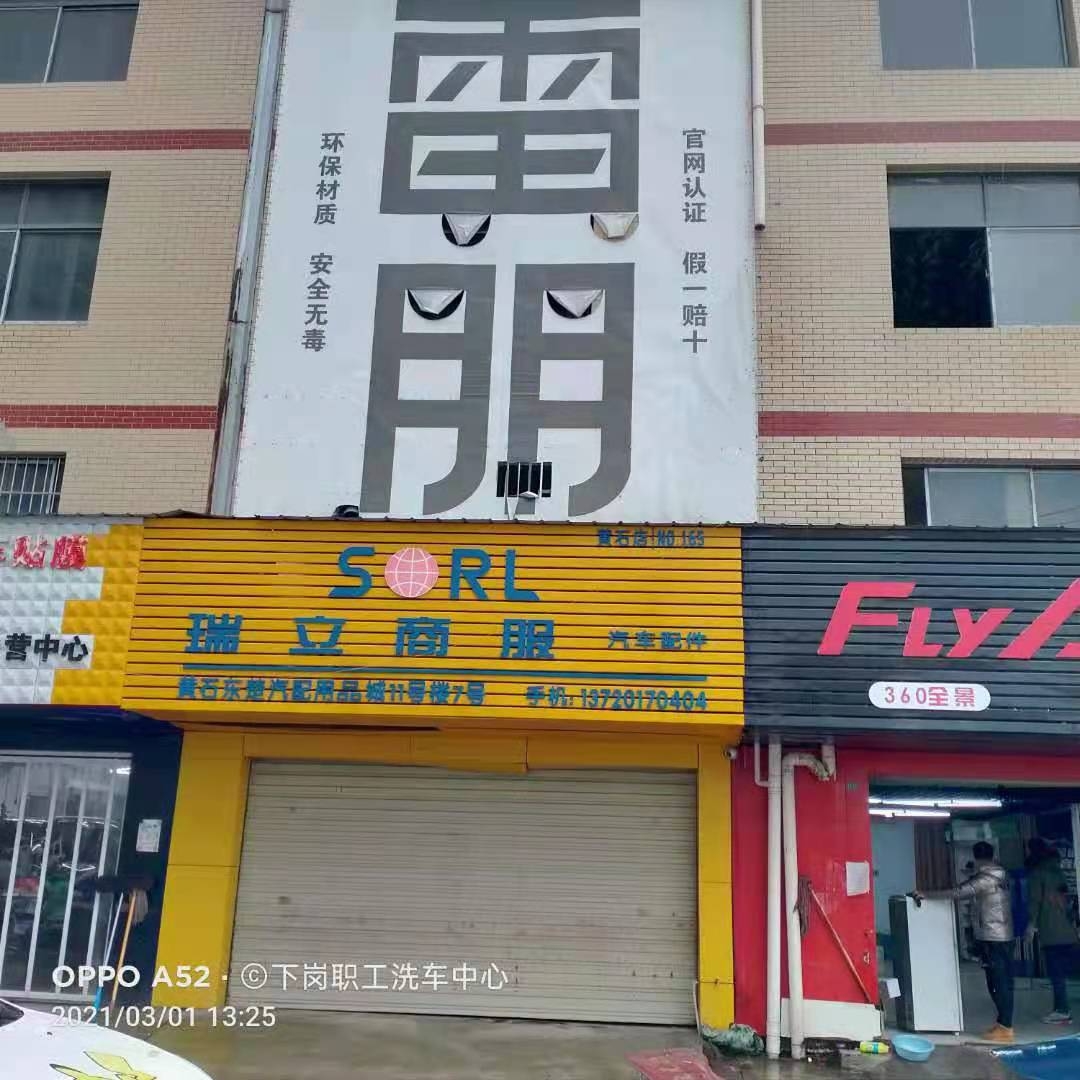 雷朋
环保材质 安全无毒
官网认证 假一赔十
贴膜
营中心
黄石店:NO.165
SORL
瑞立商服 汽车配件
黄石东楚汽配用品城11号楼7号 手机:13720170404
FLY
360全景
OPPO A52 · ©下岗职工洗车中心
2021/03/01 13:25